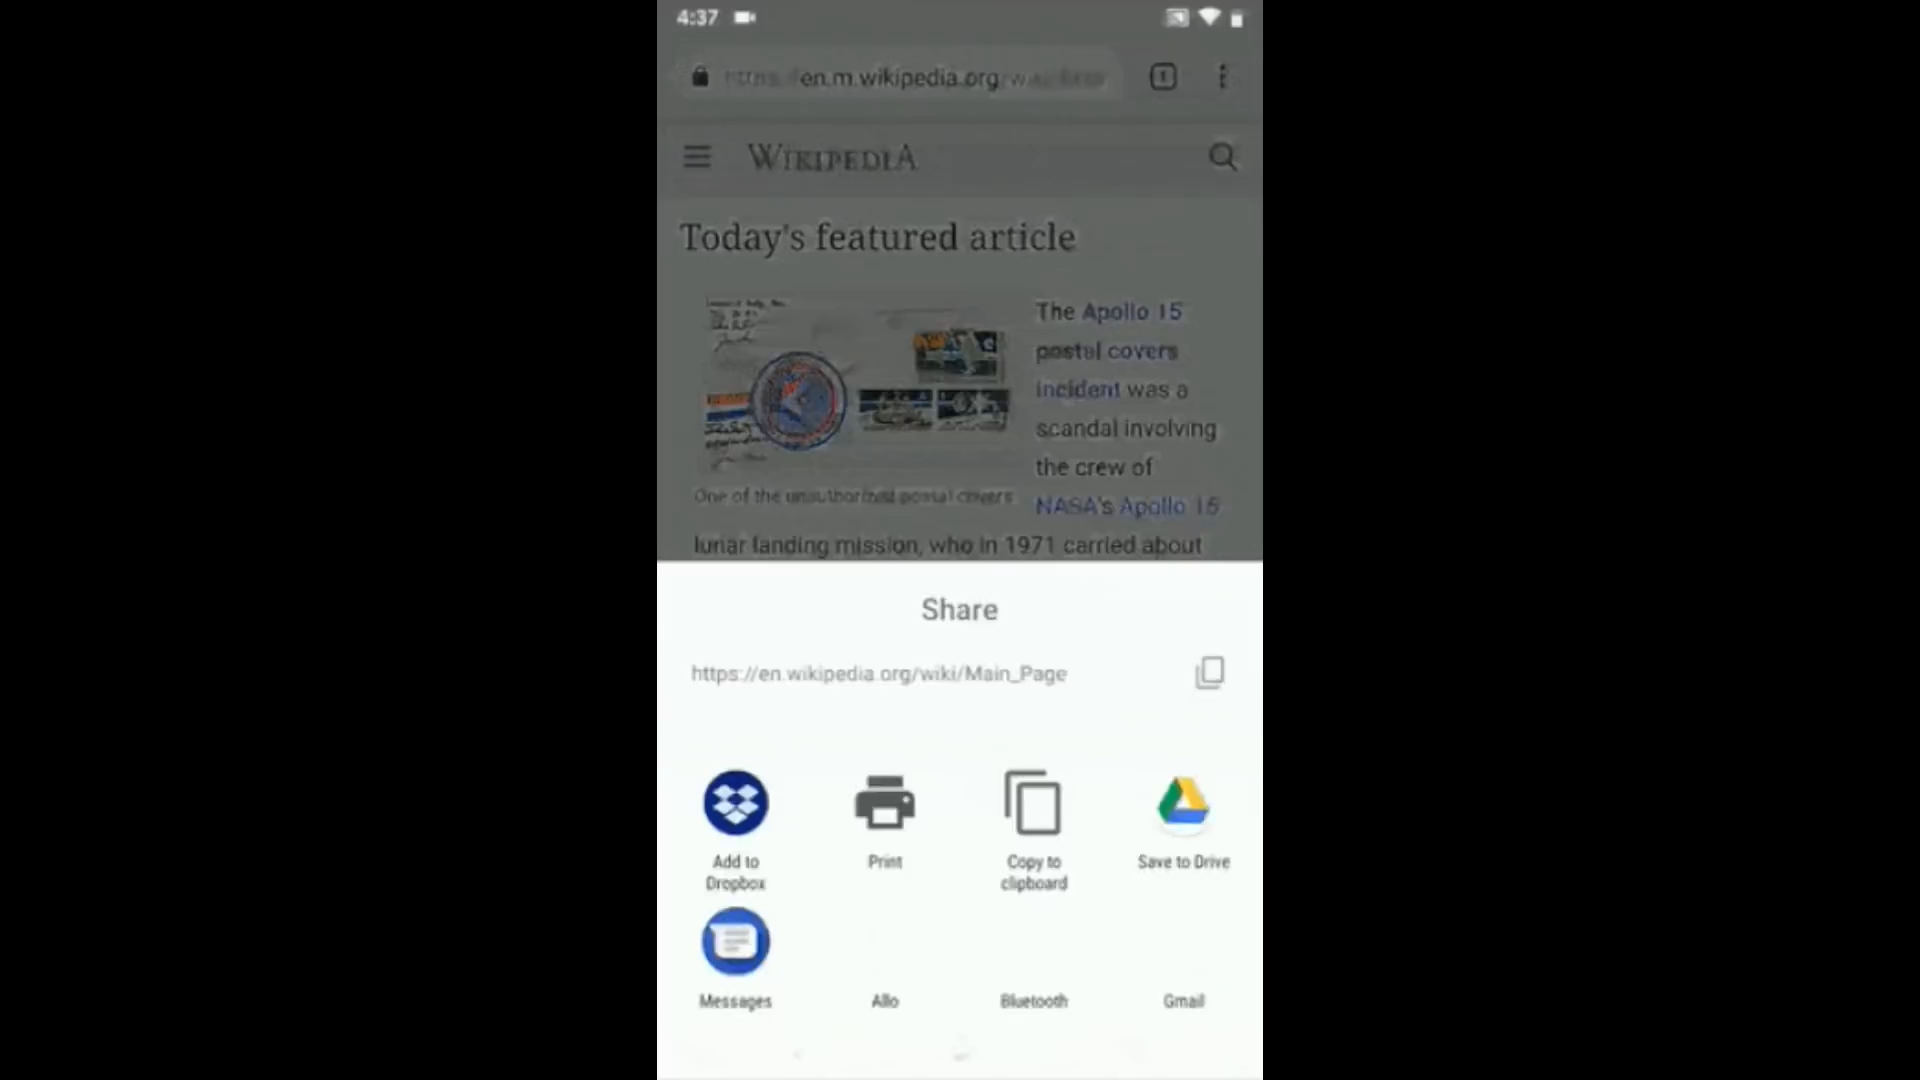 4:37
en.m.wikipedia.org
WIKIPEDIA
Today's featured article
The Apollo 15
postal covers
incident was a
scandal involving
the crew of
One of the unauthorized postal covers
NASA's Apollo 15
lunar landing mission, who in 1971 carried about
Share
https://en.wikipedia.org/wiki/Main_Page
Add to
Dropbox
Print
Copy to
clipboard
Save to Drive
Messages
Allo
Bluetooth
Gmail